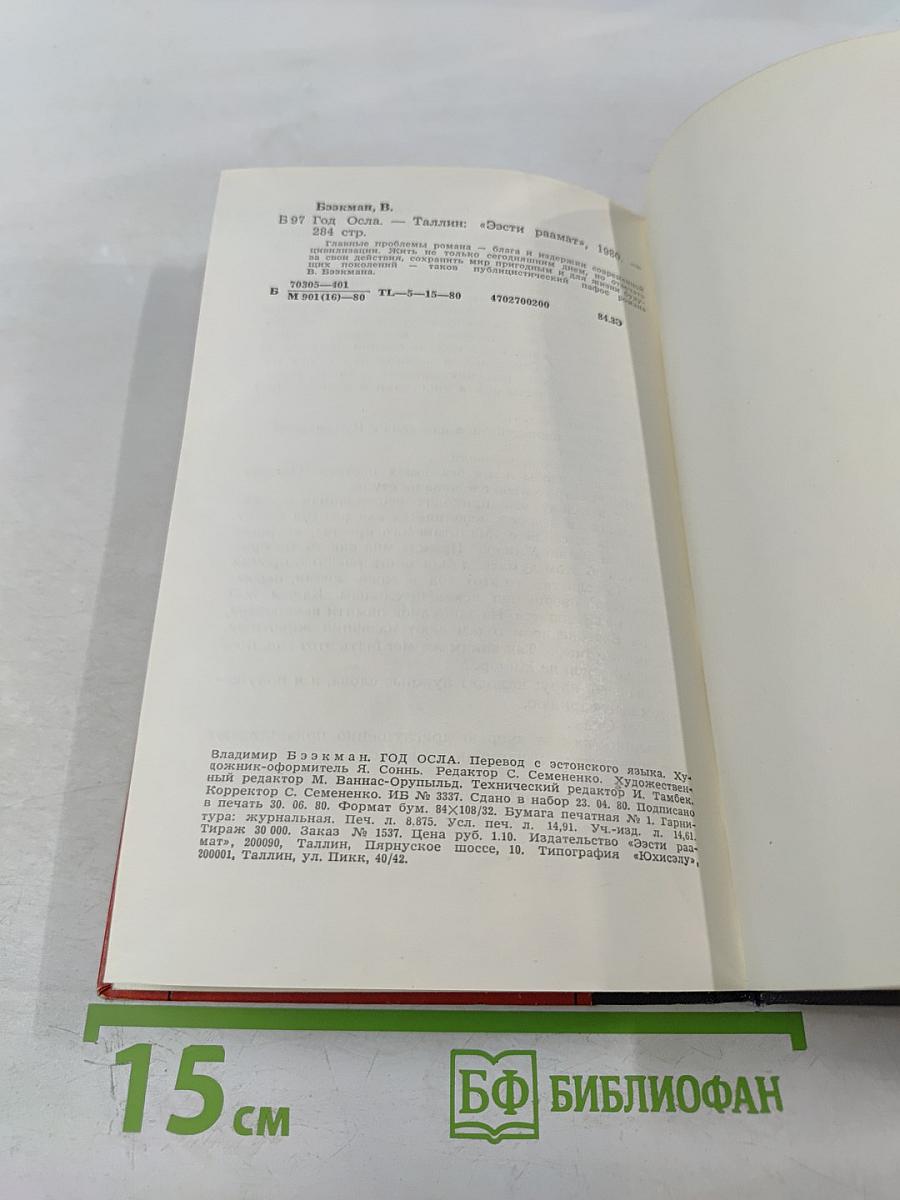 Бээкман, В.
Б 97 Год Осла. — Таллин: «Ээсти раамат», 1980. —
284 стр.
Главные проблемы романа — блага и издержки современной
цивилизации. Жить не только сегодняшним днем, но отвечать
за свои действия, сохранить мир пригодным и для жизни буду-
щих поколений — таков публицистический пафос романа
В. Бээкмана.
Б 70305—401
М 901(16)—80 TL—5—15—80 4702700200
84.3Э
Владимир Бээкман. ГОД ОСЛА. Перевод с эстонского языка. Ху-
дожник-оформитель Я. Соннь. Редактор С. Семененко. Художествен-
ный редактор М. Ваннас-Орупыльд. Технический редактор И. Тамбек.
Корректор С. Семененко. ИБ № 3337. Сдано в набор 23. 04. 80. Подписано
в печать 30. 06. 80. Формат бум. 84×108/32. Бумага печатная № 1. Гарни-
тура: журнальная. Печ. л. 8.875. Усл. печ. л. 14,91. Уч.-изд. л. 14,61.
Тираж 30 000. Заказ № 1537. Цена руб. 1.10. Издательство «Ээсти раа-
мат», 200090, Таллин, Пярнуское шоссе, 10. Типография «Юхисэлу»,
200001, Таллин, ул. Пикк, 40/42.
15 см
БФ БИБЛИОФАН